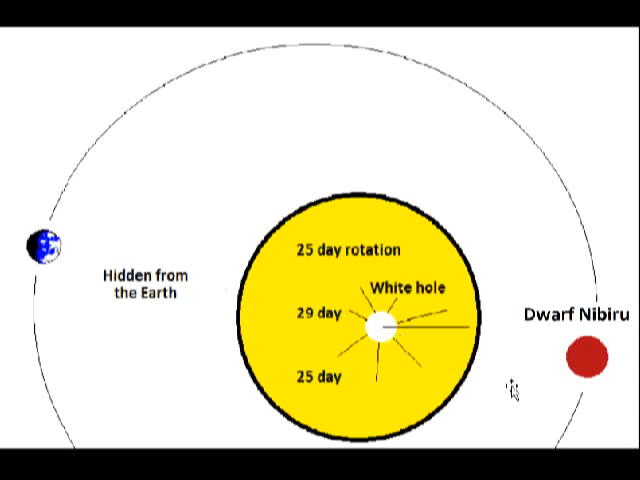 25 day rotation
Hidden from
the Earth
White hole
29 day
Dwarf Nibiru
25 day